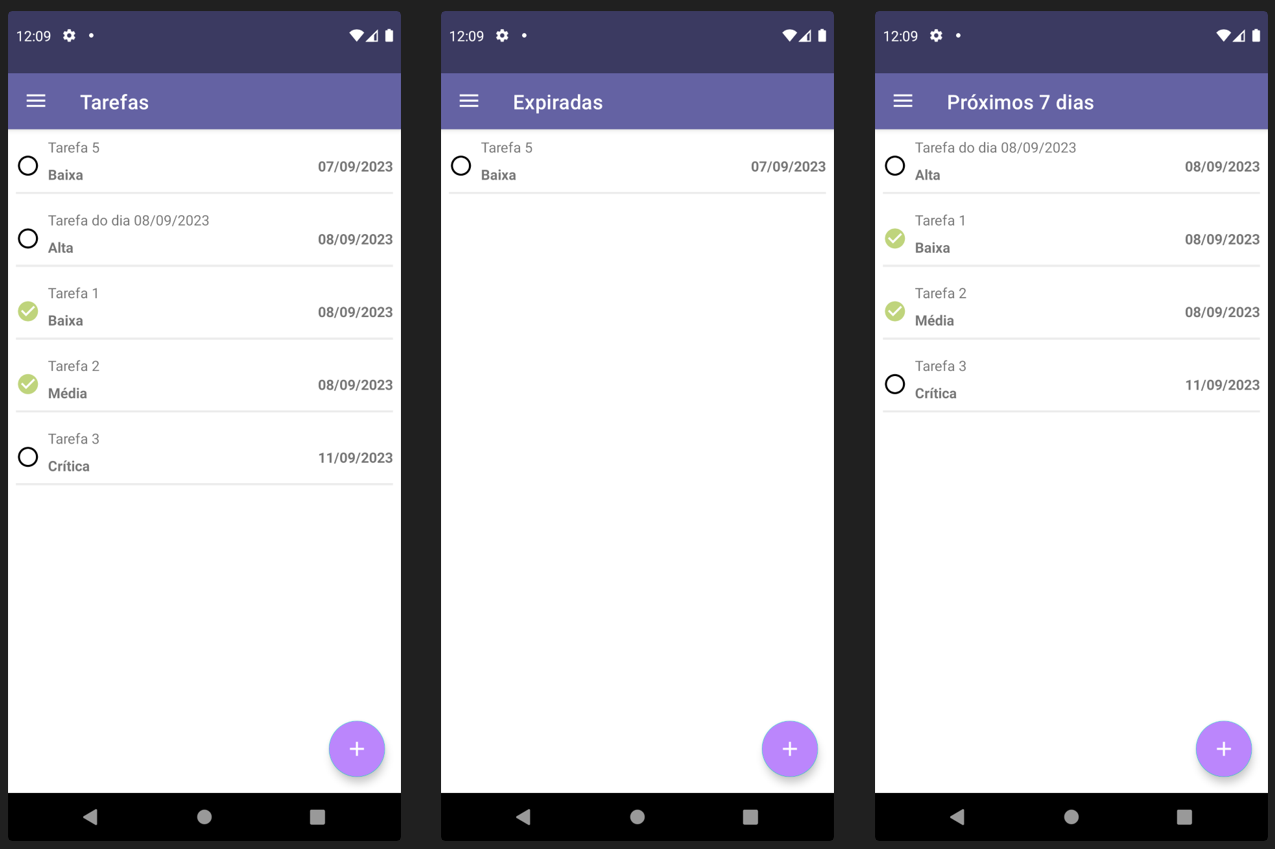 12:09
Tarefas
Tarefa 5
Baixa
07/09/2023
Tarefa do dia 08/09/2023
Alta
08/09/2023
Tarefa 1
Baixa
08/09/2023
Tarefa 2
Média
08/09/2023
Tarefa 3
Crítica
11/09/2023
+
12:09
Expiradas
Tarefa 5
Baixa
07/09/2023
+
12:09
Próximos 7 dias
Tarefa do dia 08/09/2023
Alta
08/09/2023
Tarefa 1
Baixa
08/09/2023
Tarefa 2
Média
08/09/2023
Tarefa 3
Crítica
11/09/2023
+